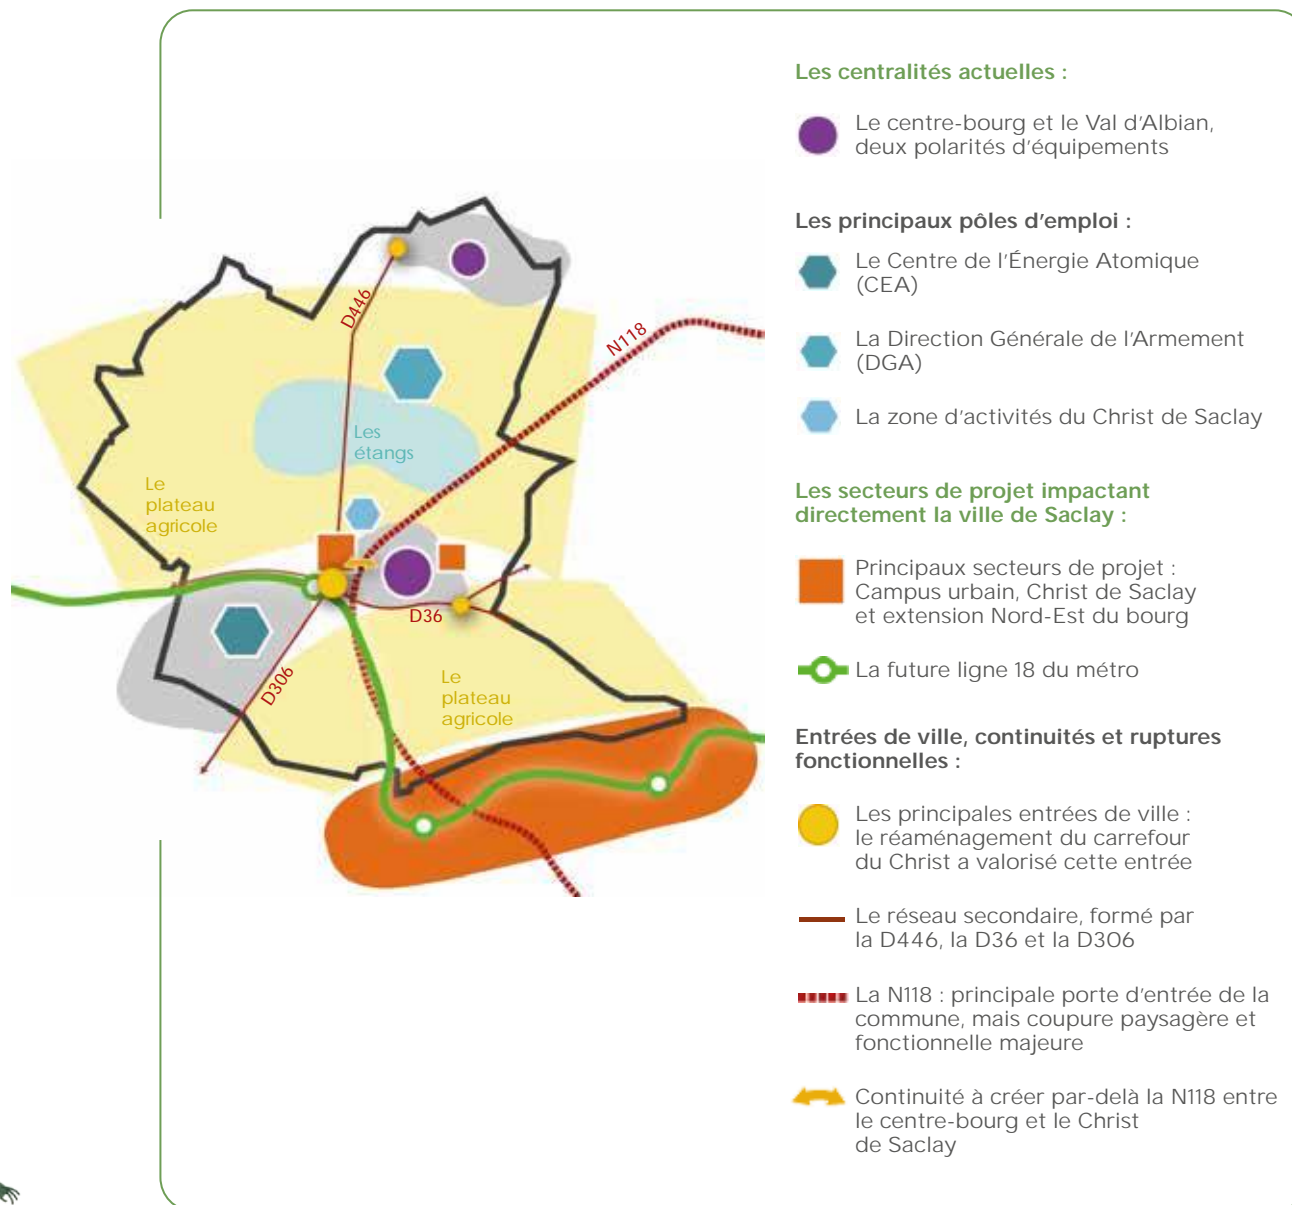 Les centralités actuelles :
Le centre-bourg et le Val d'Albian,
deux polarités d'équipements
Les principaux pôles d'emploi :
Le Centre de l'Énergie Atomique
(CEA)
La Direction Générale de l'Armement
(DGA)
La zone d'activités du Christ de Saclay
Les secteurs de projet impactant
directement la ville de Saclay :
Principaux secteurs de projet :
Campus urbain, Christ de Saclay
et extension Nord-Est du bourg
La future ligne 18 du métro
Entrées de ville, continuités et ruptures
fonctionnelles :
Les principales entrées de ville :
le réaménagement du carrefour
du Christ a valorisé cette entrée
Le réseau secondaire, formé par
la D446, la D36 et la D306
La N118 : principale porte d'entrée de la
commune, mais coupure paysagère et
fonctionnelle majeure
Continuité à créer par-delà la N118 entre
le centre-bourg et le Christ
de Saclay
D446
N118
Les
étangs
Le
plateau
agricole
D36
D306
Le
plateau
agricole